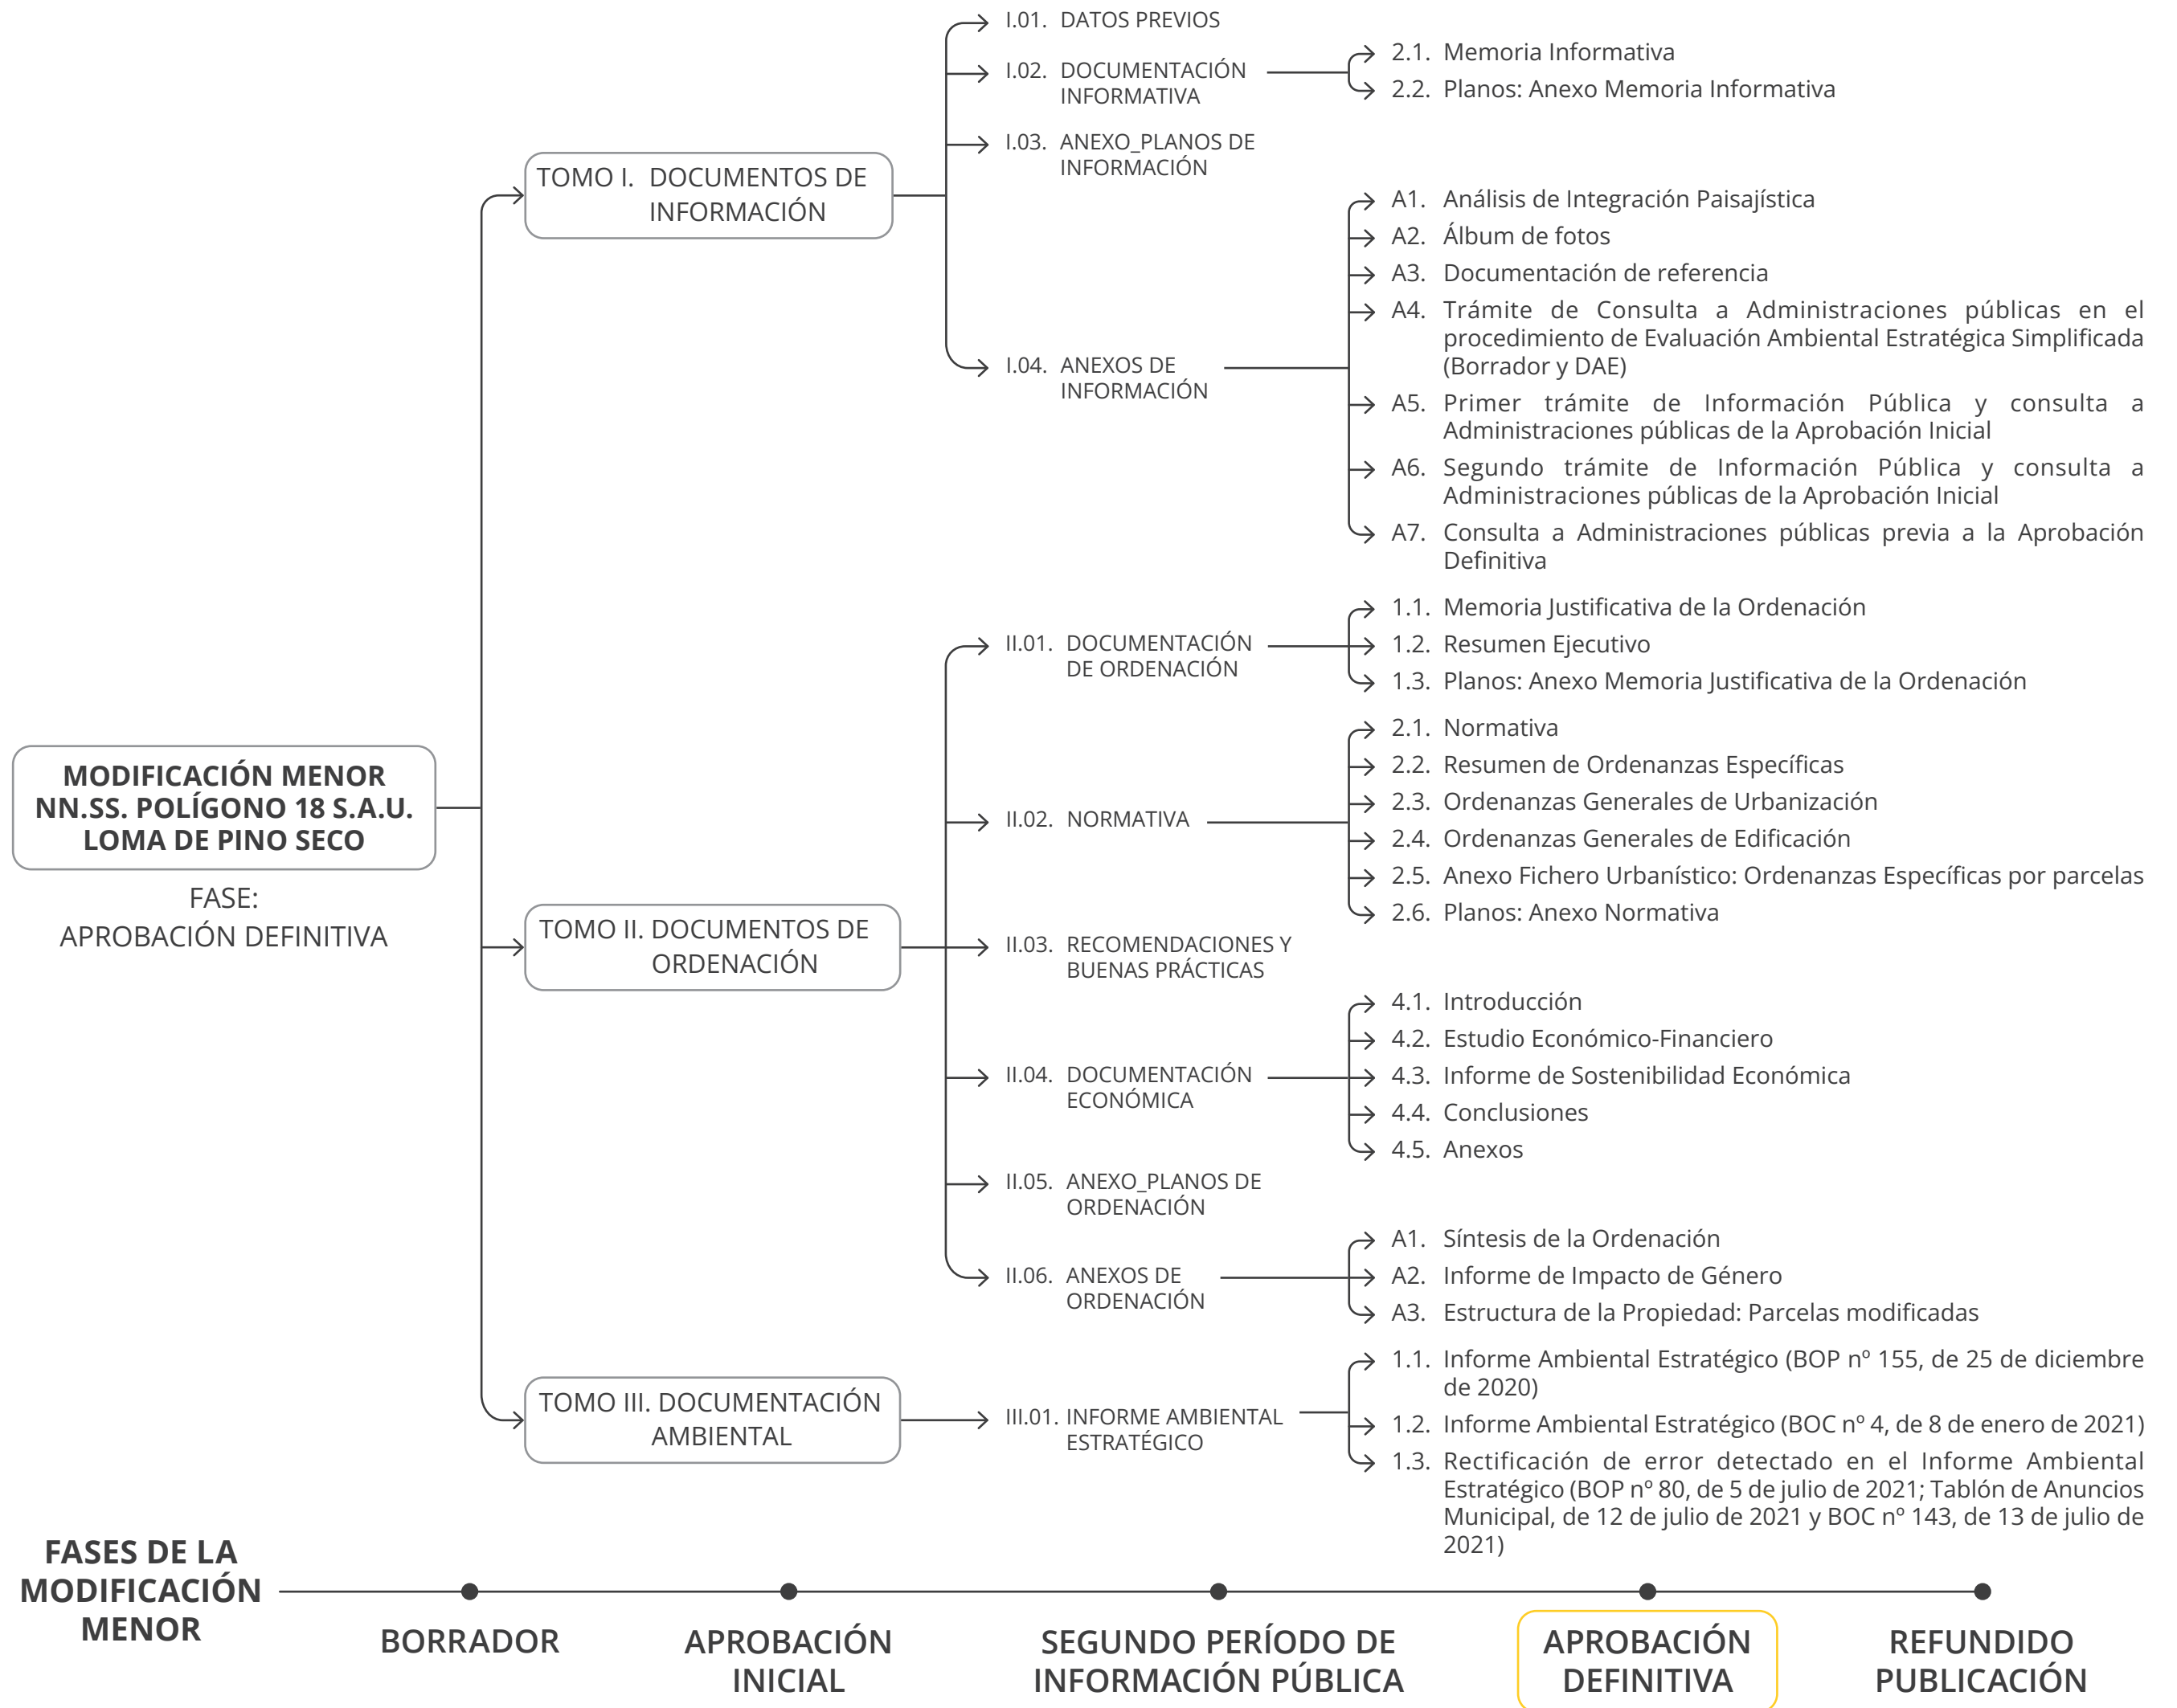 I.01. DATOS PREVIOS
I.02. DOCUMENTACIÓN
INFORMATIVA
2.1. Memoria Informativa
2.2. Planos: Anexo Memoria Informativa
I.03. ANEXO_PLANOS DE
INFORMACIÓN
TOMO I. DOCUMENTOS DE
INFORMACIÓN
I.04. ANEXOS DE
INFORMACIÓN
A1. Análisis de Integración Paisajística
A2. Álbum de fotos
A3. Documentación de referencia
A4. Trámite de Consulta a Administraciones públicas en el
procedimiento de Evaluación Ambiental Estratégica Simplificada
(Borrador y DAE)
A5. Primer trámite de Información Pública y consulta a
Administraciones públicas de la Aprobación Inicial
A6. Segundo trámite de Información Pública y consulta a
Administraciones públicas de la Aprobación Inicial
A7. Consulta a Administraciones públicas previa a la Aprobación
Definitiva
MODIFICACIÓN MENOR
NN.SS. POLÍGONO 18 S.A.U.
LOMA DE PINO SECO
FASE:
APROBACIÓN DEFINITIVA
TOMO II. DOCUMENTOS DE
ORDENACIÓN
II.01. DOCUMENTACIÓN
DE ORDENACIÓN
1.1. Memoria Justificativa de la Ordenación
1.2. Resumen Ejecutivo
1.3. Planos: Anexo Memoria Justificativa de la Ordenación
II.02. NORMATIVA
2.1. Normativa
2.2. Resumen de Ordenanzas Específicas
2.3. Ordenanzas Generales de Urbanización
2.4. Ordenanzas Generales de Edificación
2.5. Anexo Fichero Urbanístico: Ordenanzas Específicas por parcelas
2.6. Planos: Anexo Normativa
II.03. RECOMENDACIONES Y
BUENAS PRÁCTICAS
II.04. DOCUMENTACIÓN
ECONÓMICA
4.1. Introducción
4.2. Estudio Económico-Financiero
4.3. Informe de Sostenibilidad Económica
4.4. Conclusiones
4.5. Anexos
II.05. ANEXO_PLANOS DE
ORDENACIÓN
II.06. ANEXOS DE
ORDENACIÓN
A1. Síntesis de la Ordenación
A2. Informe de Impacto de Género
A3. Estructura de la Propiedad: Parcelas modificadas
TOMO III. DOCUMENTACIÓN
AMBIENTAL
III.01. INFORME AMBIENTAL
ESTRATÉGICO
1.1. Informe Ambiental Estratégico (BOP nº 155, de 25 de diciembre
de 2020)
1.2. Informe Ambiental Estratégico (BOC nº 4, de 8 de enero de 2021)
1.3. Rectificación de error detectado en el Informe Ambiental
Estratégico (BOP nº 80, de 5 de julio de 2021; Tablón de Anuncios
Municipal, de 12 de julio de 2021 y BOC nº 143, de 13 de julio de
2021)
FASES DE LA
MODIFICACIÓN
MENOR
BORRADOR
APROBACIÓN
INICIAL
SEGUNDO PERÍODO DE
INFORMACIÓN PÚBLICA
APROBACIÓN
DEFINITIVA
REFUNDIDO
PUBLICACIÓN